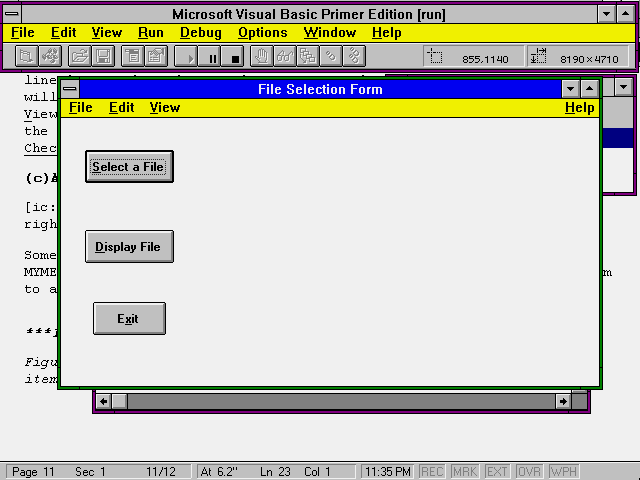 Microsoft Visual Basic Primer Edition [run]
File Edit View Run Debug Options Window Help
855.1140 8190×4710
line
will
View
the
Chec
(c)A
[ic:
righ
Some
MYME m
to a
Figu
item
File Selection Form
File Edit View Help
Select a File
Display File
Exit
Page 11 Sec 1 11/12 At 6.2" Ln 23 Col 1 11:35 PM REC MRK EXT OVR WPH